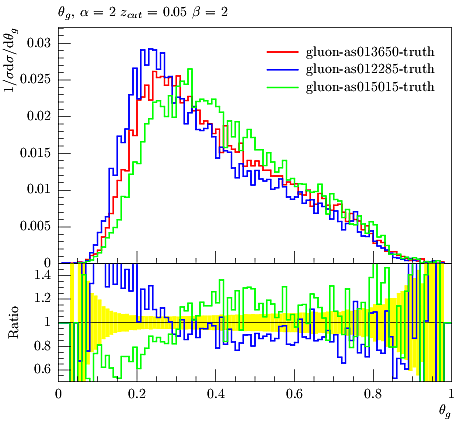 θg, α = 2 zcut = 0.05 β = 2
1/σdσ/dθg
0.03
0.025
0.02
0.015
0.01
0.005
0
gluon-as013650-truth
gluon-as012285-truth
gluon-as015015-truth
Ratio
1.4
1.2
1
0.8
0.6
0 0.2 0.4 0.6 0.8 1
θg